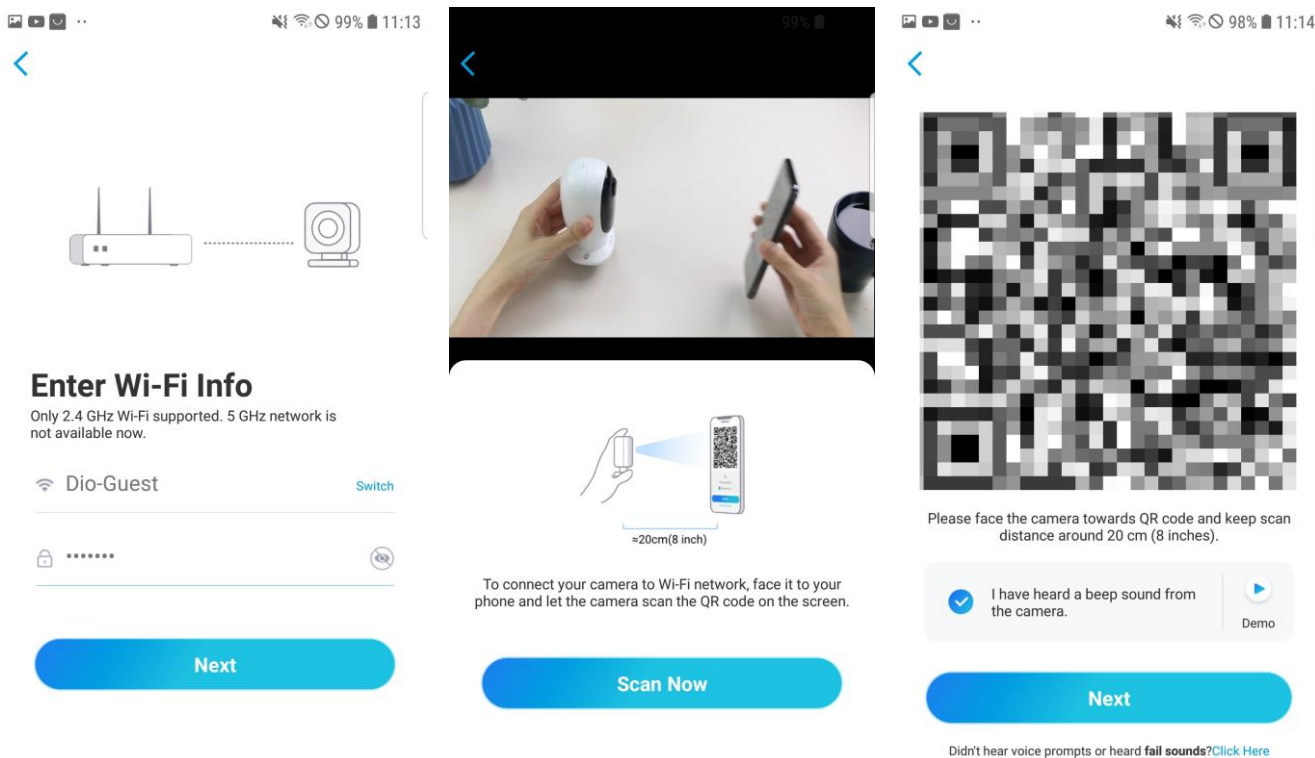 99% 11:13
Enter Wi-Fi Info
Only 2.4 GHz Wi-Fi supported. 5 GHz network is
not available now.
Dio-Guest
Switch
•••••••
Next
99%
≈20cm(8 inch)
To connect your camera to Wi-Fi network, face it to your
phone and let the camera scan the QR code on the screen.
Scan Now
98% 11:14
Please face the camera towards QR code and keep scan
distance around 20 cm (8 inches).
I have heard a beep sound from
the camera.
Demo
Next
Didn't hear voice prompts or heard fail sounds?Click Here